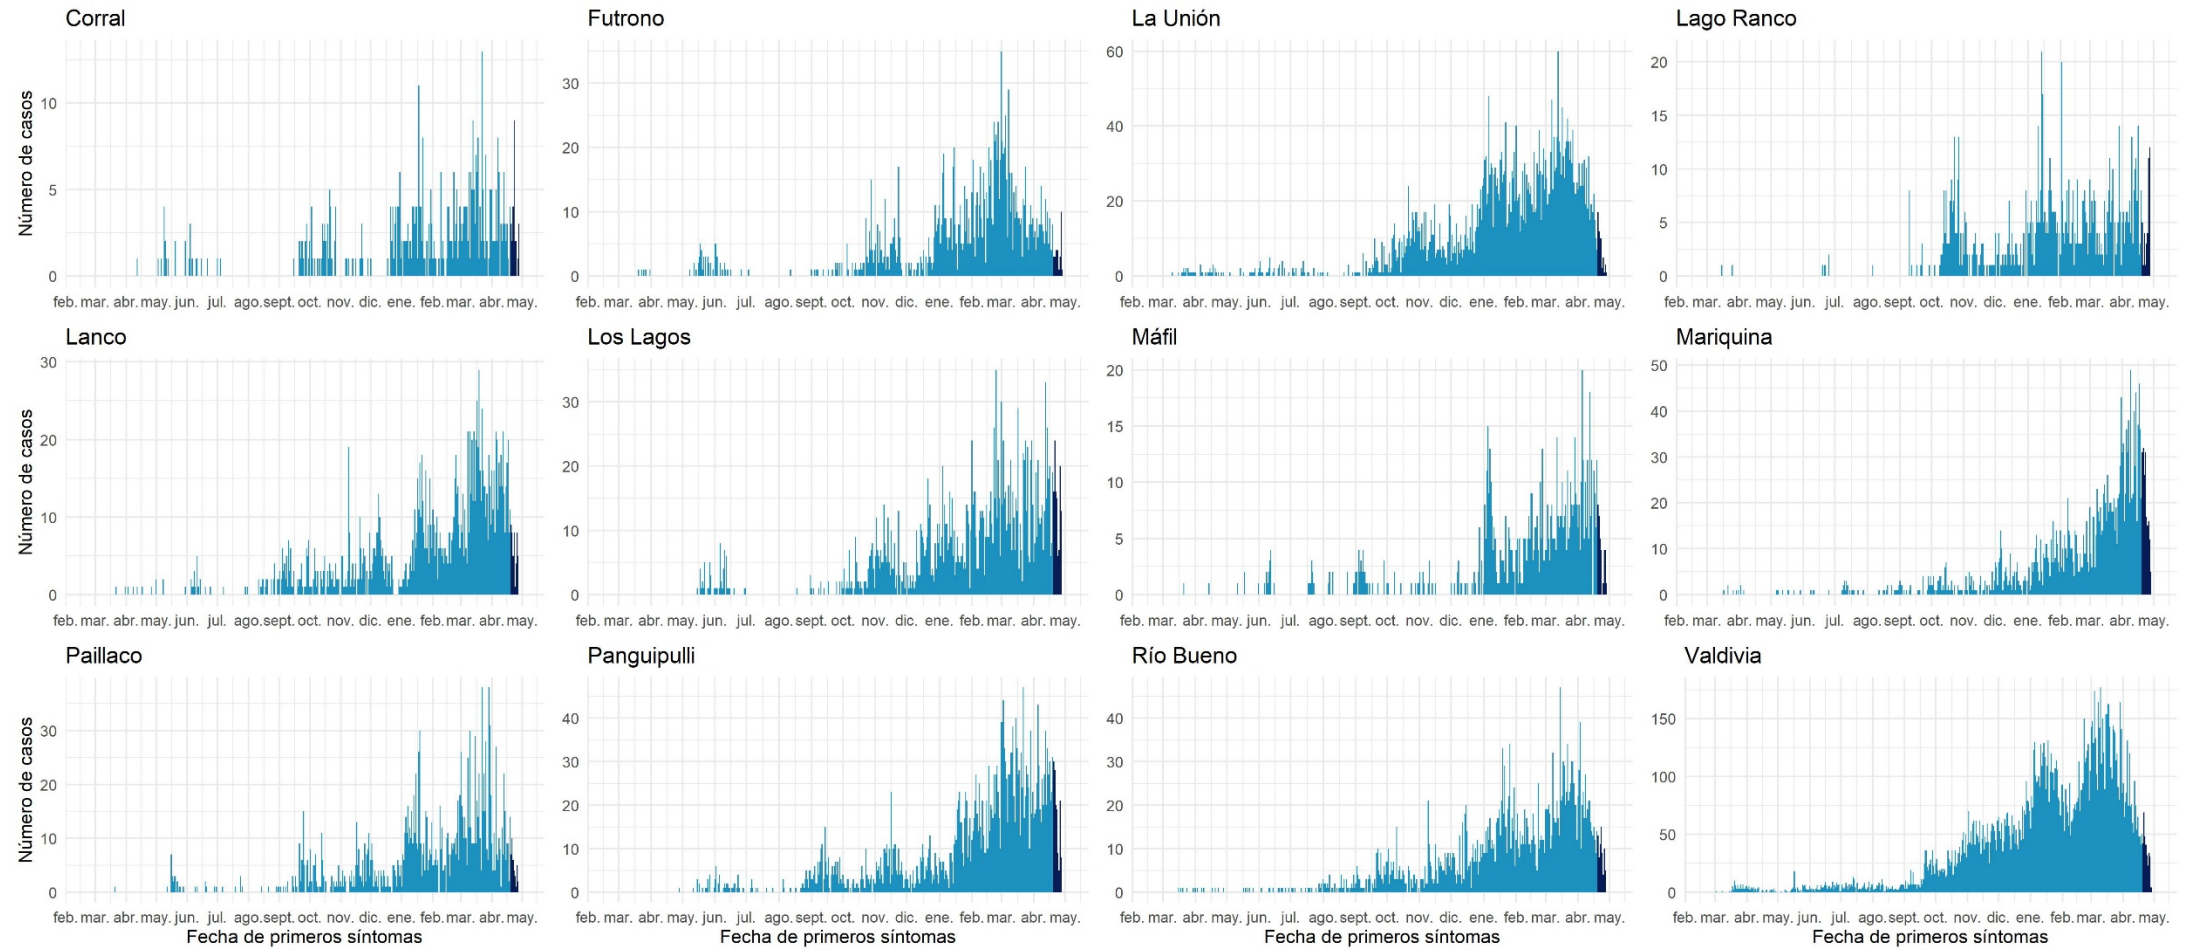 Corral
Futrono
La Unión
Lago Ranco
Número de casos
10
5
0
feb. mar. abr. may. jun. jul. ago. sept. oct. nov. dic. ene. feb. mar. abr. may.
30
20
10
0
feb. mar. abr. may. jun. jul. ago. sept. oct. nov. dic. ene. feb. mar. abr. may.
60
40
20
0
feb. mar. abr. may. jun. jul. ago. sept. oct. nov. dic. ene. feb. mar. abr. may.
20
15
10
5
0
feb. mar. abr. may. jun. jul. ago. sept. oct. nov. dic. ene. feb. mar. abr. may.
Lanco
Los Lagos
Máfil
Mariquina
Número de casos
30
20
10
0
feb. mar. abr. may. jun. jul. ago. sept. oct. nov. dic. ene. feb. mar. abr. may.
30
20
10
0
feb. mar. abr. may. jun. jul. ago. sept. oct. nov. dic. ene. feb. mar. abr. may.
20
15
10
5
0
feb. mar. abr. may. jun. jul. ago. sept. oct. nov. dic. ene. feb. mar. abr. may.
50
40
30
20
10
0
feb. mar. abr. may. jun. jul. ago. sept. oct. nov. dic. ene. feb. mar. abr. may.
Paillaco
Panguipulli
Río Bueno
Valdivia
Número de casos
30
20
10
0
feb. mar. abr. may. jun. jul. ago. sept. oct. nov. dic. ene. feb. mar. abr. may.
Fecha de primeros síntomas
40
30
20
10
0
feb. mar. abr. may. jun. jul. ago. sept. oct. nov. dic. ene. feb. mar. abr. may.
Fecha de primeros síntomas
40
30
20
10
0
feb. mar. abr. may. jun. jul. ago. sept. oct. nov. dic. ene. feb. mar. abr. may.
Fecha de primeros síntomas
150
100
50
0
feb. mar. abr. may. jun. jul. ago. sept. oct. nov. dic. ene. feb. mar. abr. may.
Fecha de primeros síntomas